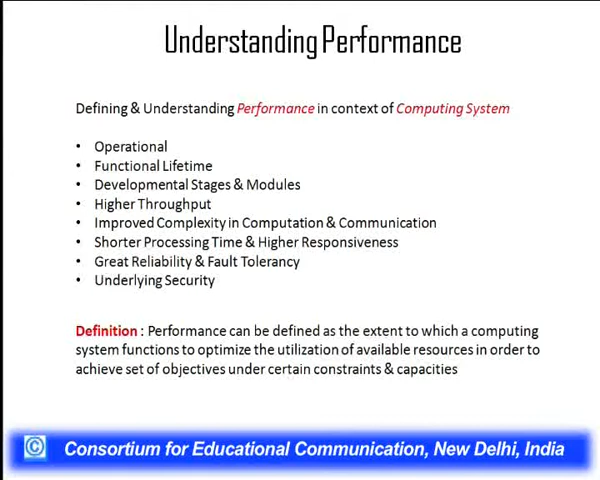 Understanding Performance
Defining & Understanding Performance in context of Computing System
• Operational
• Functional Lifetime
• Developmental Stages & Modules
• Higher Throughput
• Improved Complexity in Computation & Communication
• Shorter Processing Time & Higher Responsiveness
• Great Reliability & Fault Tolerancy
• Underlying Security
Definition : Performance can be defined as the extent to which a computing
system functions to optimize the utilization of available resources in order to
achieve set of objectives under certain constraints & capacities
© Consortium for Educational Communication, New Delhi, India